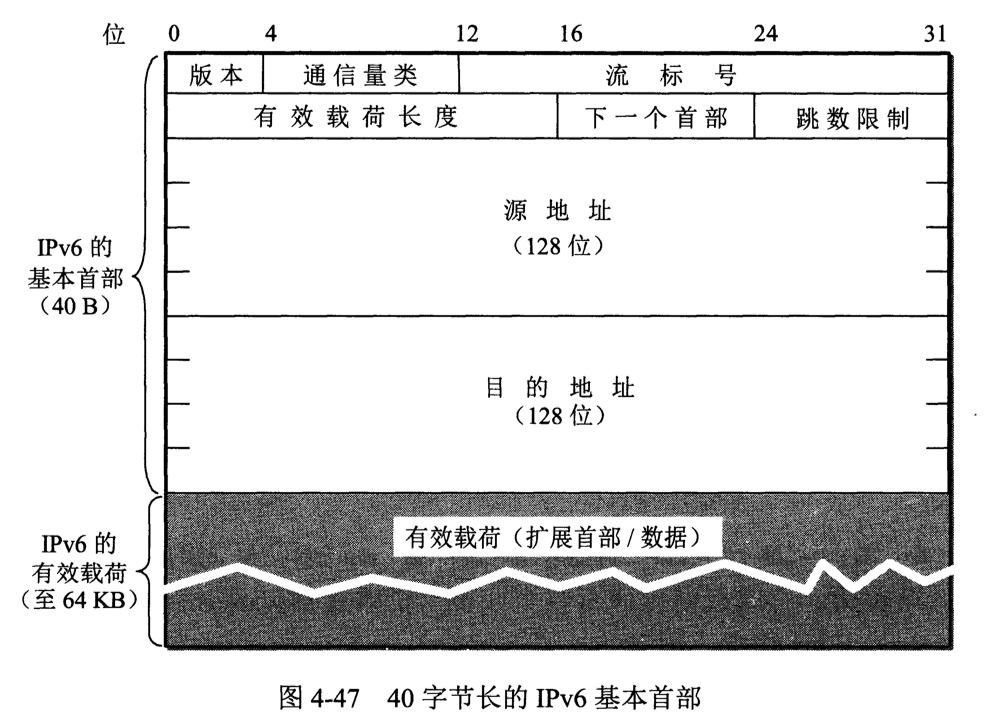 位 0 4 12 16 24 31
版本 通信量类 流标号
有效载荷长度 下一个首部 跳数限制
源地址
（128 位）
IPv6 的
基本首部
（40 B）
目的地址
（128 位）
有效载荷（扩展首部 / 数据）
IPv6 的
有效载荷
（至 64 KB）
图 4-47 40 字节长的 IPv6 基本首部